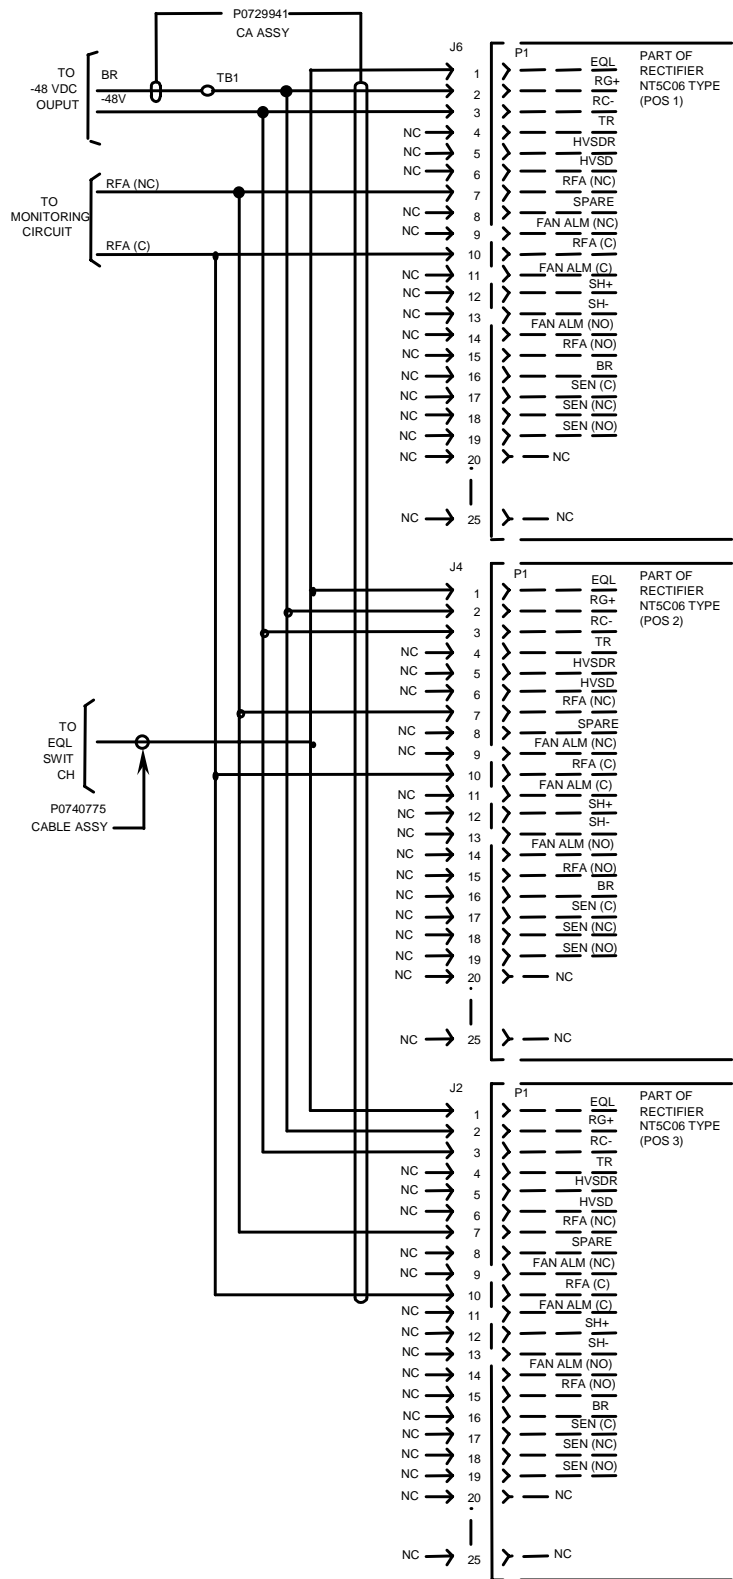 P0729941
CA ASSY
TO
-48 VDC
OUPUT
BR
-48V
TB1
TO
MONITORING
CIRCUIT
RFA (NC)
RFA (C)
J6
P1
PART OF
RECTIFIER
NT5C06 TYPE
(POS 1)
1 EQL
2 RG+
3 RC-
NC 4 TR
NC 5 HVSDR
NC 6 HVSD
7 RFA (NC)
NC 8 SPARE
NC 9 FAN ALM (NC)
10 RFA (C)
NC 11 FAN ALM (C)
NC 12 SH+
NC 13 SH-
NC 14 FAN ALM (NO)
NC 15 RFA (NO)
NC 16 BR
NC 17 SEN (C)
NC 18 SEN (NC)
NC 19 SEN (NO)
NC 20 NC
NC 25 NC
TO
EQL
SWIT
CH
P0740775
CABLE ASSY
J4
P1
PART OF
RECTIFIER
NT5C06 TYPE
(POS 2)
1 EQL
2 RG+
3 RC-
NC 4 TR
NC 5 HVSDR
NC 6 HVSD
7 RFA (NC)
NC 8 SPARE
NC 9 FAN ALM (NC)
10 RFA (C)
NC 11 FAN ALM (C)
NC 12 SH+
NC 13 SH-
NC 14 FAN ALM (NO)
NC 15 RFA (NO)
NC 16 BR
NC 17 SEN (C)
NC 18 SEN (NC)
NC 19 SEN (NO)
NC 20 NC
NC 25 NC
J2
P1
PART OF
RECTIFIER
NT5C06 TYPE
(POS 3)
1 EQL
2 RG+
3 RC-
NC 4 TR
NC 5 HVSDR
NC 6 HVSD
7 RFA (NC)
NC 8 SPARE
NC 9 FAN ALM (NC)
10 RFA (C)
NC 11 FAN ALM (C)
NC 12 SH+
NC 13 SH-
NC 14 FAN ALM (NO)
NC 15 RFA (NO)
NC 16 BR
NC 17 SEN (C)
NC 18 SEN (NC)
NC 19 SEN (NO)
NC 20 NC
NC 25 NC